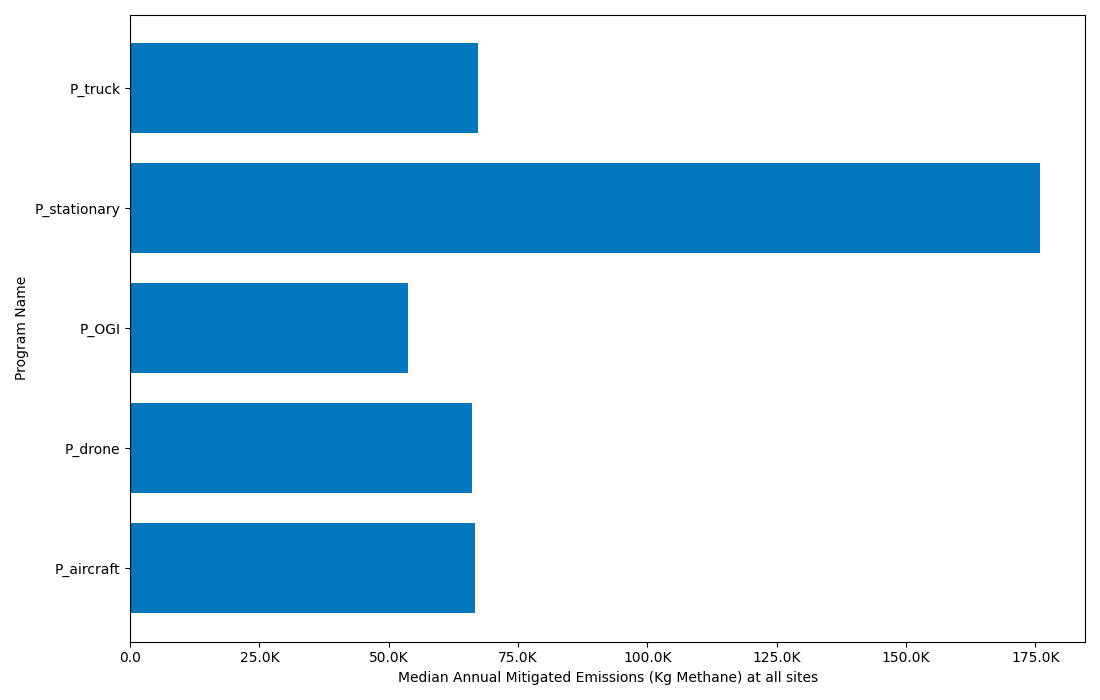 P_truck
P_stationary
P_OGI
P_drone
P_aircraft
Program Name
0.0 25.0K 50.0K 75.0K 100.0K 125.0K 150.0K 175.0K
Median Annual Mitigated Emissions (Kg Methane) at all sites